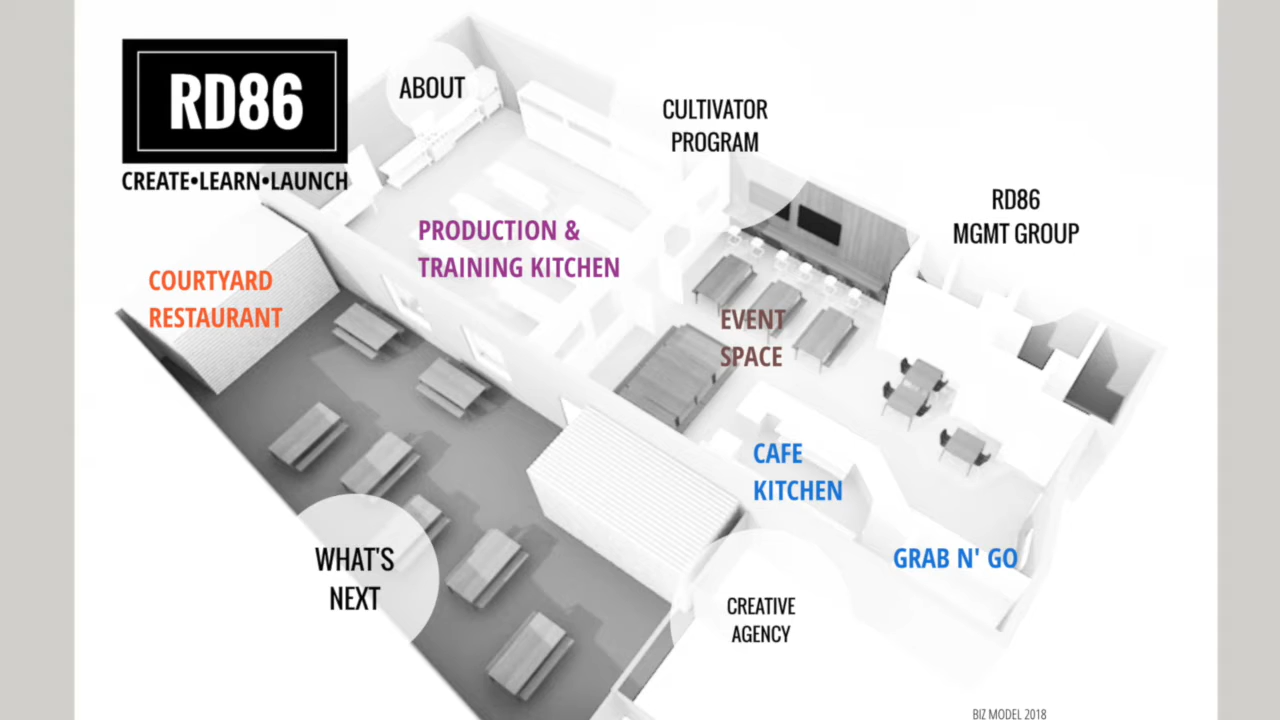 RD86
CREATE•LEARN•LAUNCH
ABOUT
CULTIVATOR
PROGRAM
RD86
MGMT GROUP
PRODUCTION &
TRAINING KITCHEN
COURTYARD
RESTAURANT
EVENT
SPACE
CAFE
KITCHEN
GRAB N' GO
WHAT'S
NEXT
CREATIVE
AGENCY
BIZ MODEL 2018